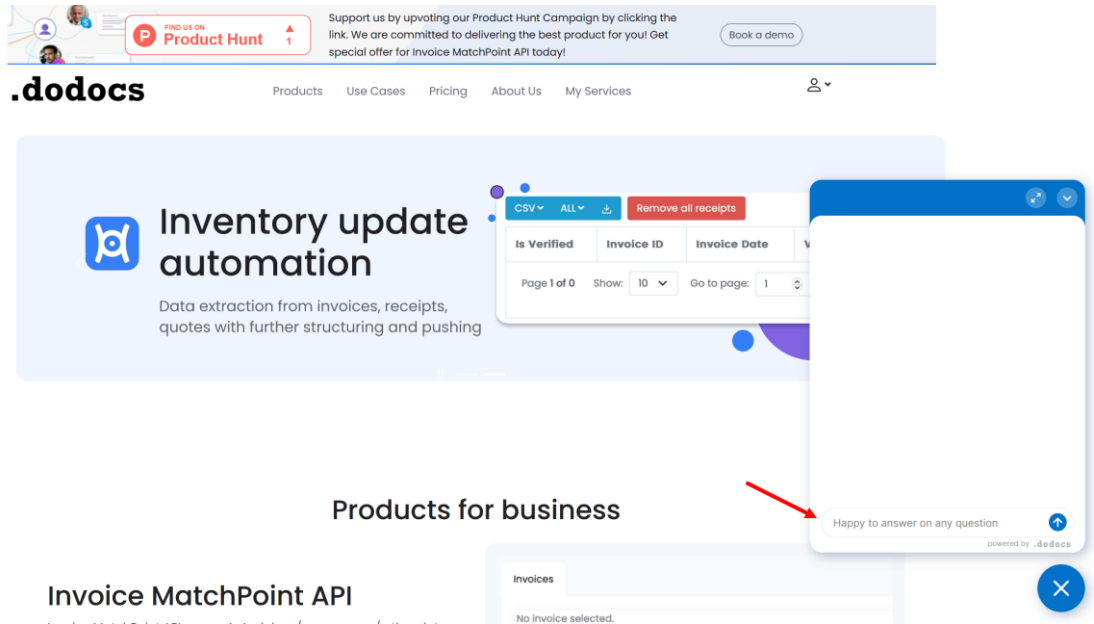 FIND US ON
Product Hunt
1
Support us by upvoting our Product Hunt Campaign by clicking the
link. We are committed to delivering the best product for you! Get
special offer for Invoice MatchPoint API today!
Book a demo
.dodocs
Products Use Cases Pricing About Us My Services
Inventory update
automation
Data extraction from invoices, receipts,
quotes with further structuring and pushing
CSV ALL Remove all receipts
Is Verified Invoice ID Invoice Date
Page 1 of 0 Show: 10 Go to page: 1
Happy to answer on any question
powered by .dodocs
Products for business
Invoice MatchPoint API
Invoices
No invoice selected.